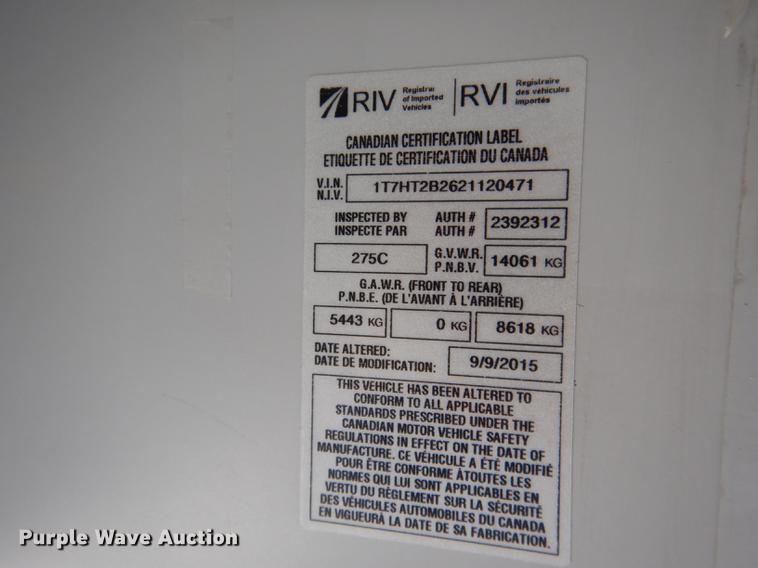 RIV Registrar of Imported Vehicles | RVI Registraire des véhicules importés
CANADIAN CERTIFICATION LABEL
ETIQUETTE DE CERTIFICATION DU CANADA
V.I.N. N.I.V. 1T7HT2B2621120471
INSPECTED BY AUTH # 2392312
INSPECTE PAR AUTH #
275C G.V.W.R. P.N.B.V. 14061 KG
G.A.W.R. (FRONT TO REAR)
P.N.B.E. (DE L'AVANT À L'ARRIÈRE)
5443 KG 0 KG 8618 KG
DATE ALTERED:
DATE DE MODIFICATION: 9/9/2015
THIS VEHICLE HAS BEEN ALTERED TO
CONFORM TO ALL APPLICABLE
STANDARDS PRESCRIBED UNDER THE
CANADIAN MOTOR VEHICLE SAFETY
REGULATIONS IN EFFECT ON THE DATE OF
MANUFACTURE. CE VÉHICULE A ÉTÉ MODIFIÉ
POUR ÊTRE CONFORME ÀTOUTES LES
NORMES QUI LUI SONT APPLICABLES EN
VERTU DU RÈGLEMENT SUR LA SÉCURITÉ
DES VÉHICULES AUTOMOBILES DU CANADA
EN VIGUEURÀ LA DATE DE SA FABRICATION.
Purple Wave Auction